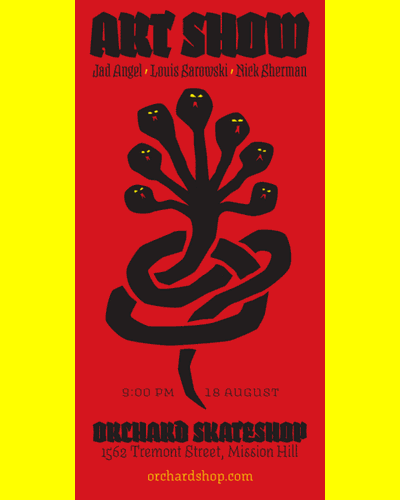 ART SHOW
Jad Angel, Louis Sarowski, Nick Sherman
9:00 PM 18 AUGUST
ORCHARD SKATESHOP
1562 Tremont Street, Mission Hill
orchardshop.com